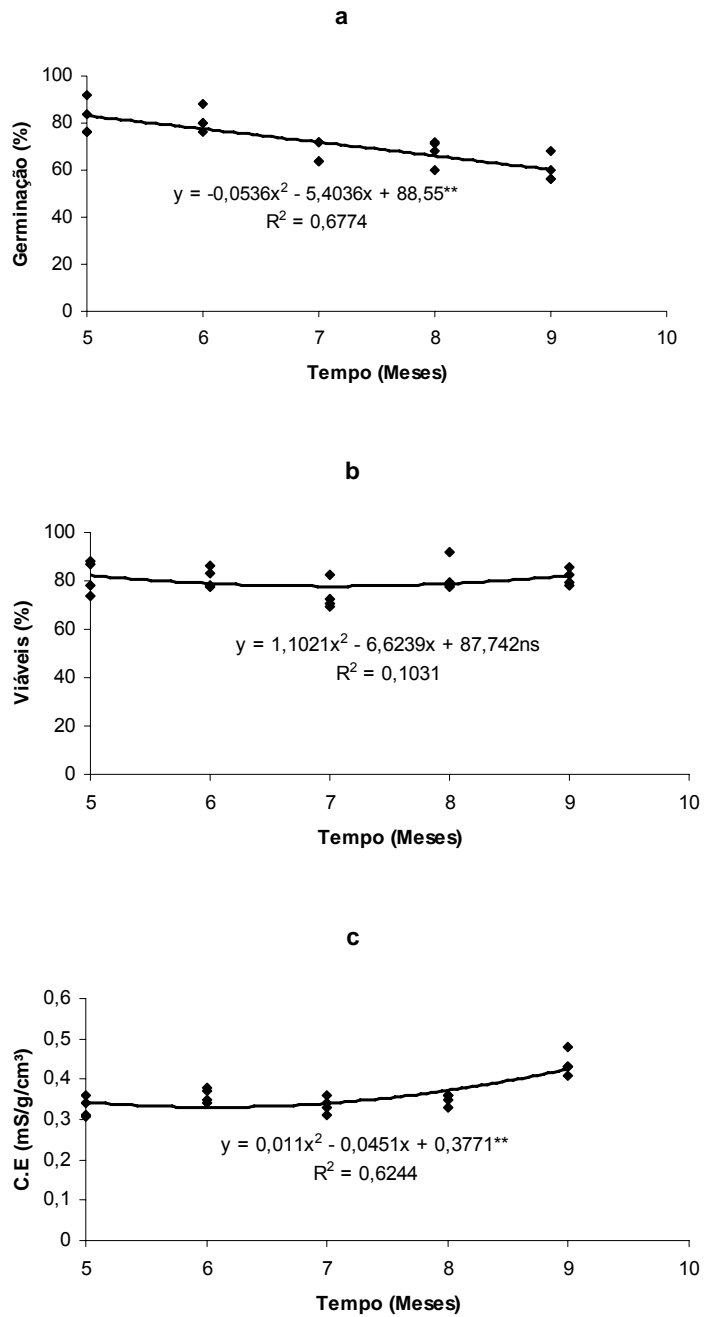 a
100
80
60
40
20
0
5 6 7 8 9 10
Germinação (%)
Tempo (Meses)
y = -0,0536x² - 5,4036x + 88,55**
R² = 0,6774
b
100
80
60
40
20
0
5 6 7 8 9 10
Viáveis (%)
Tempo (Meses)
y = 1,1021x² - 6,6239x + 87,742ns
R² = 0,1031
c
0,6
0,5
0,4
0,3
0,2
0,1
0
5 6 7 8 9 10
C.E (mS/g/cm³)
Tempo (Meses)
y = 0,011x² - 0,0451x + 0,3771**
R² = 0,6244